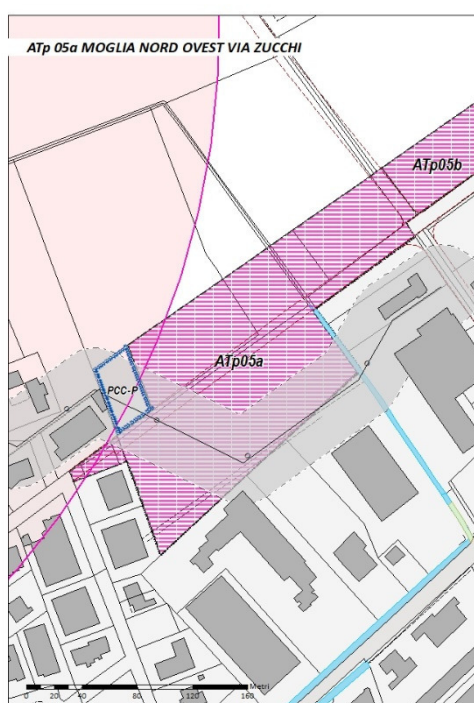 ATp 05a MOGLIA NORD OVEST VIA ZUCCHI
ATp05b
ATp05a
PCC-P
0 20 40 80 120 160
Metri